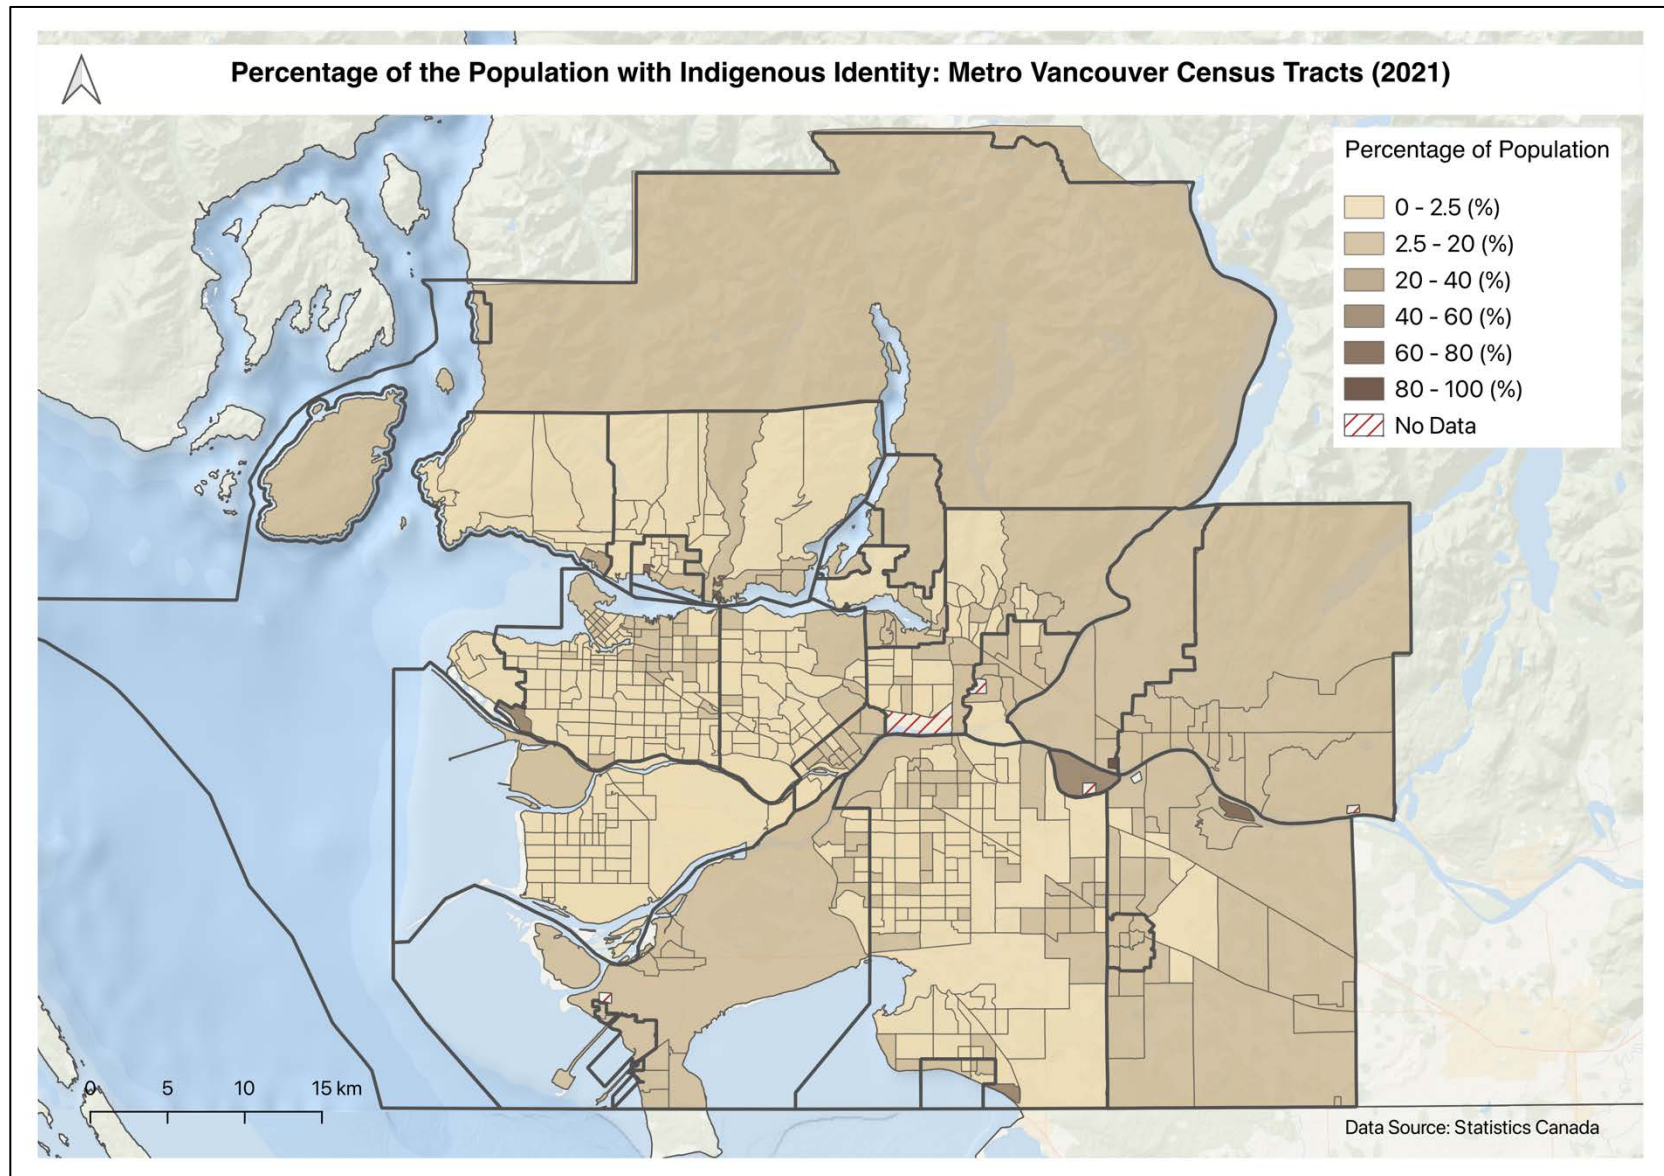 Percentage of the Population with Indigenous Identity: Metro Vancouver Census Tracts (2021)
Percentage of Population
0 - 2.5 (%)
2.5 - 20 (%)
20 - 40 (%)
40 - 60 (%)
60 - 80 (%)
80 - 100 (%)
No Data
0 5 10 15 km
Data Source: Statistics Canada